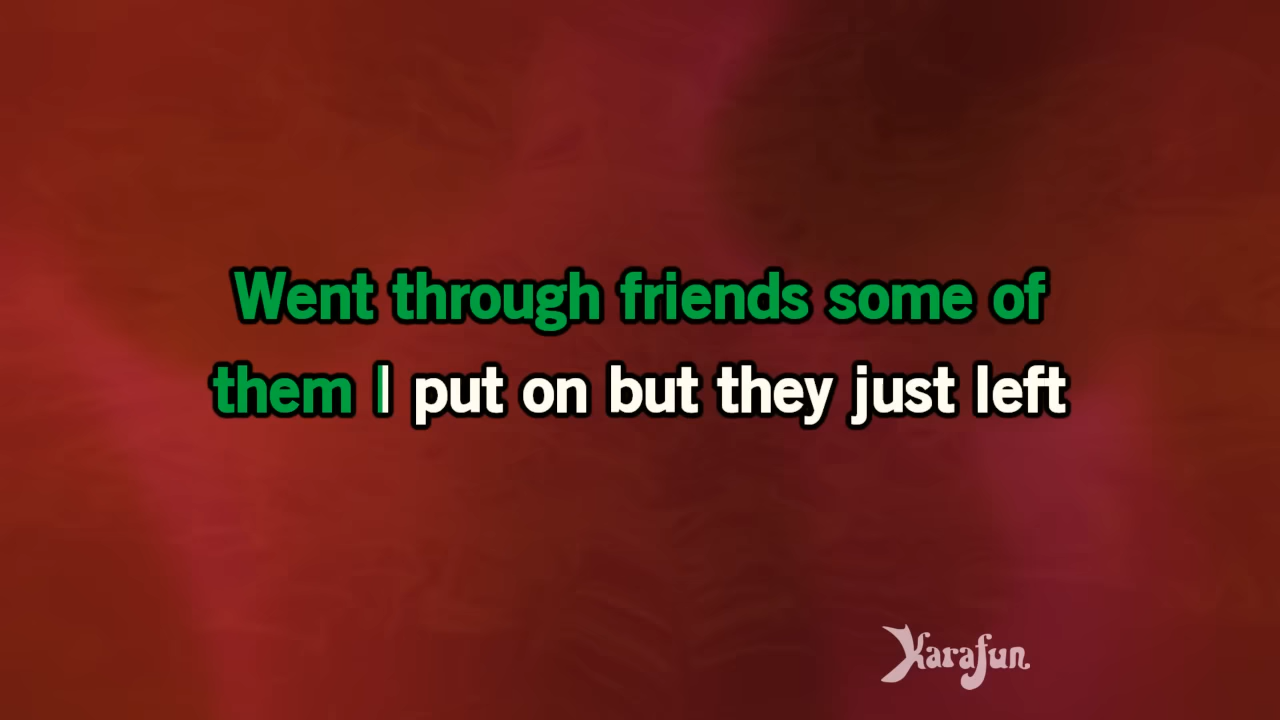 Went through friends some of
them I put on but they just left
Karafun